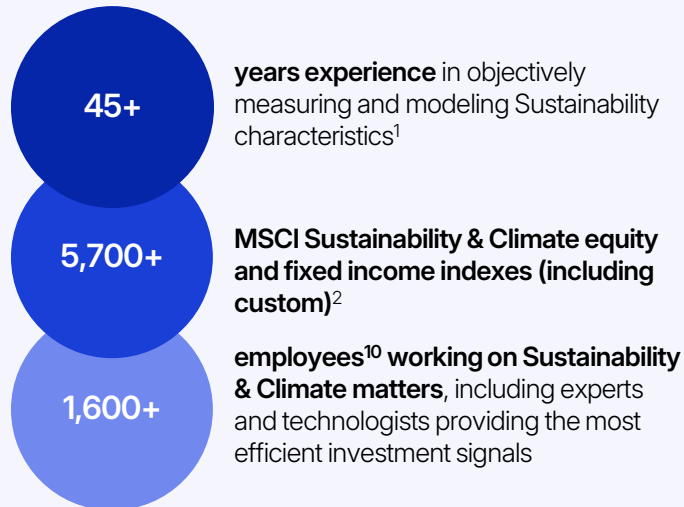 45+
years experience in objectively
measuring and modeling Sustainability
characteristics¹
5,700+
MSCI Sustainability & Climate equity
and fixed income indexes (including
custom)²
1,600+
employees¹⁰ working on Sustainability
& Climate matters, including experts
and technologists providing the most
efficient investment signals